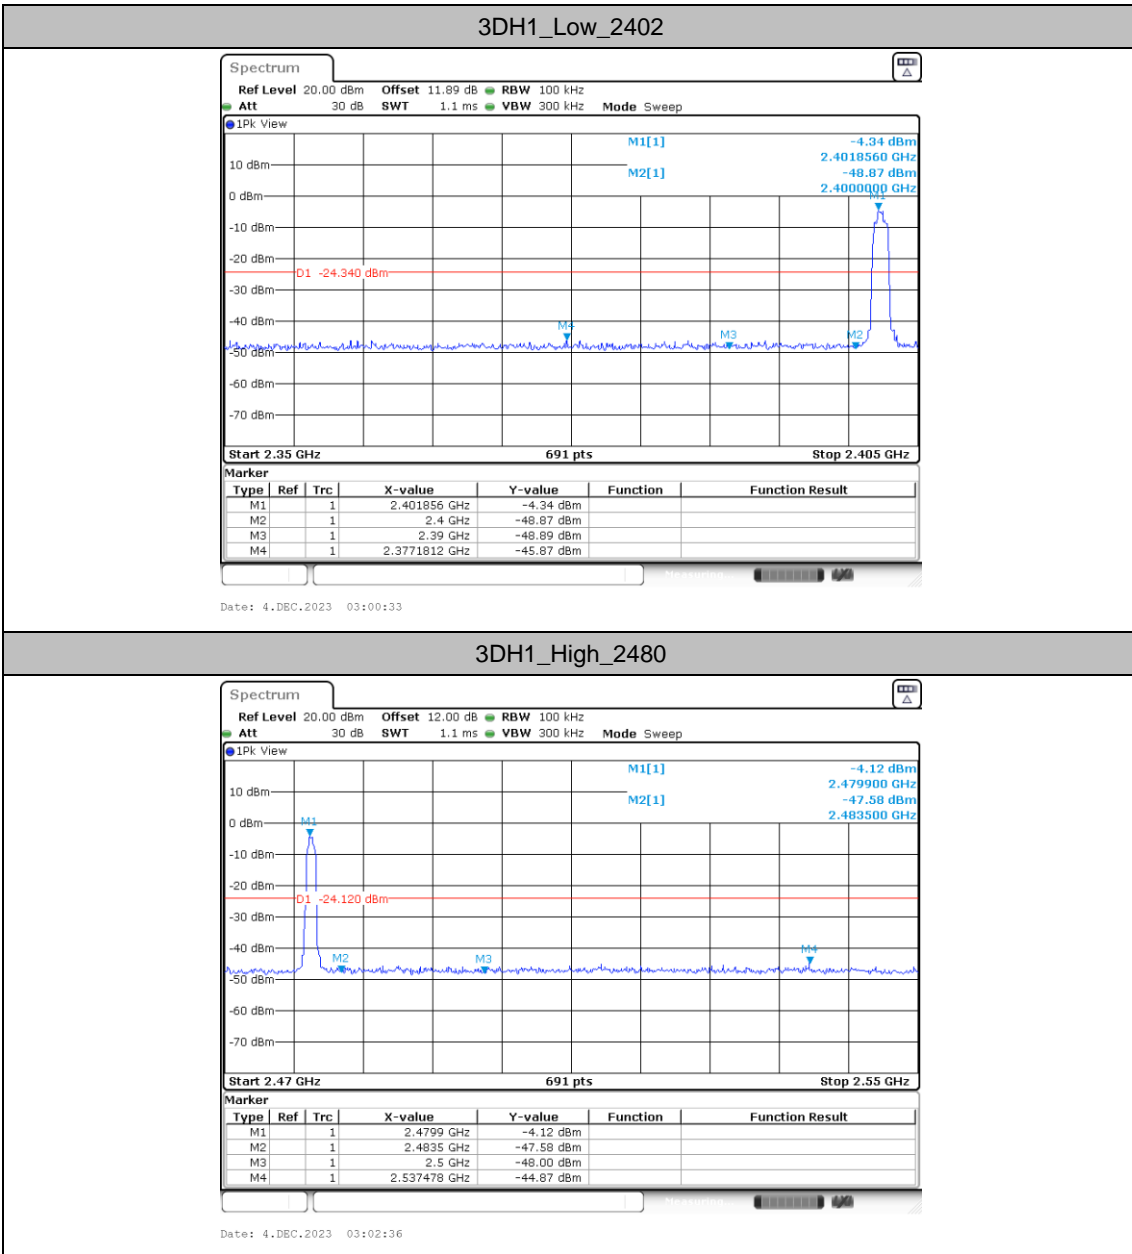 3DH1_Low_2402
Spectrum
Ref Level 20.00 dBm Offset 11.89 dB RBW 100 kHz
Att 30 dB SWT 1.1 ms VBW 300 kHz Mode Sweep
1Pk View
M1[1] -4.34 dBm
2.4018560 GHz
M2[1] -48.87 dBm
2.4000000 GHz
M1
10 dBm
0 dBm
-10 dBm
-20 dBm
D1 -24.340 dBm
-30 dBm
-40 dBm
M4
M3
M2
-50 dBm
-60 dBm
-70 dBm
Start 2.35 GHz 691 pts Stop 2.405 GHz
Marker
Type Ref Trc X-value Y-value Function Function Result
M1 1 2.401856 GHz -4.34 dBm
M2 1 2.4 GHz -48.87 dBm
M3 1 2.39 GHz -48.89 dBm
M4 1 2.3771812 GHz -45.87 dBm
Measuring...
Date: 4.DEC.2023 03:00:33
3DH1_High_2480
Spectrum
Ref Level 20.00 dBm Offset 12.00 dB RBW 100 kHz
Att 30 dB SWT 1.1 ms VBW 300 kHz Mode Sweep
1Pk View
M1[1] -4.12 dBm
2.479900 GHz
M2[1] -47.58 dBm
2.483500 GHz
10 dBm
0 dBm
M1
-10 dBm
-20 dBm
D1 -24.120 dBm
-30 dBm
-40 dBm
M2
M3
M4
-50 dBm
-60 dBm
-70 dBm
Start 2.47 GHz 691 pts Stop 2.55 GHz
Marker
Type Ref Trc X-value Y-value Function Function Result
M1 1 2.4799 GHz -4.12 dBm
M2 1 2.4835 GHz -47.58 dBm
M3 1 2.5 GHz -48.00 dBm
M4 1 2.537478 GHz -44.87 dBm
Measuring...
Date: 4.DEC.2023 03:02:36